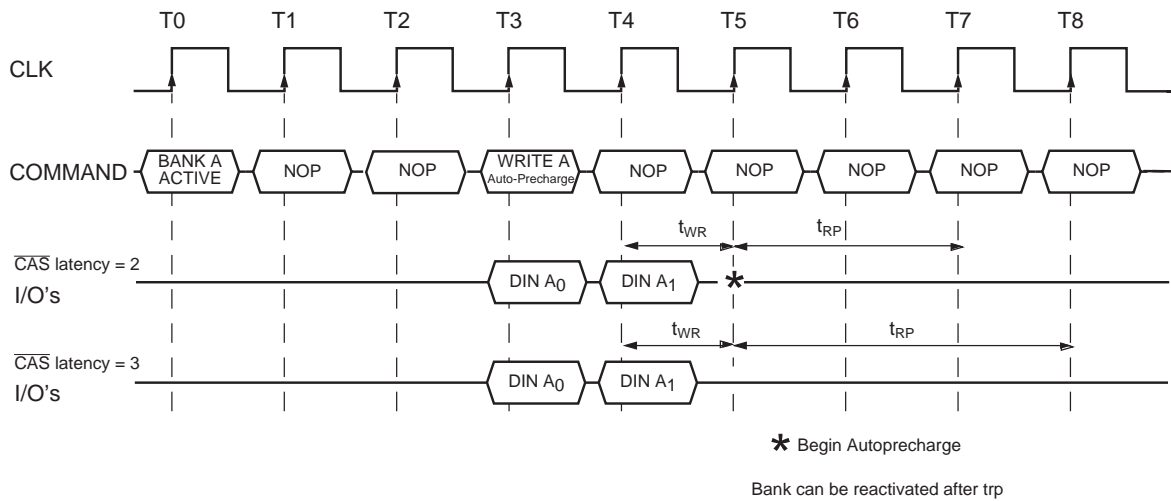 T0 T1 T2 T3 T4 T5 T6 T7 T8
CLK
COMMAND
BANK A
ACTIVE
NOP
NOP
WRITE A
Auto-Precharge
NOP
NOP
NOP
NOP
NOP
tWR
tRP
CAS latency = 2
I/O's
DIN A0
DIN A1
*
tWR
tRP
CAS latency = 3
I/O's
DIN A0
DIN A1
* Begin Autoprecharge
Bank can be reactivated after trp